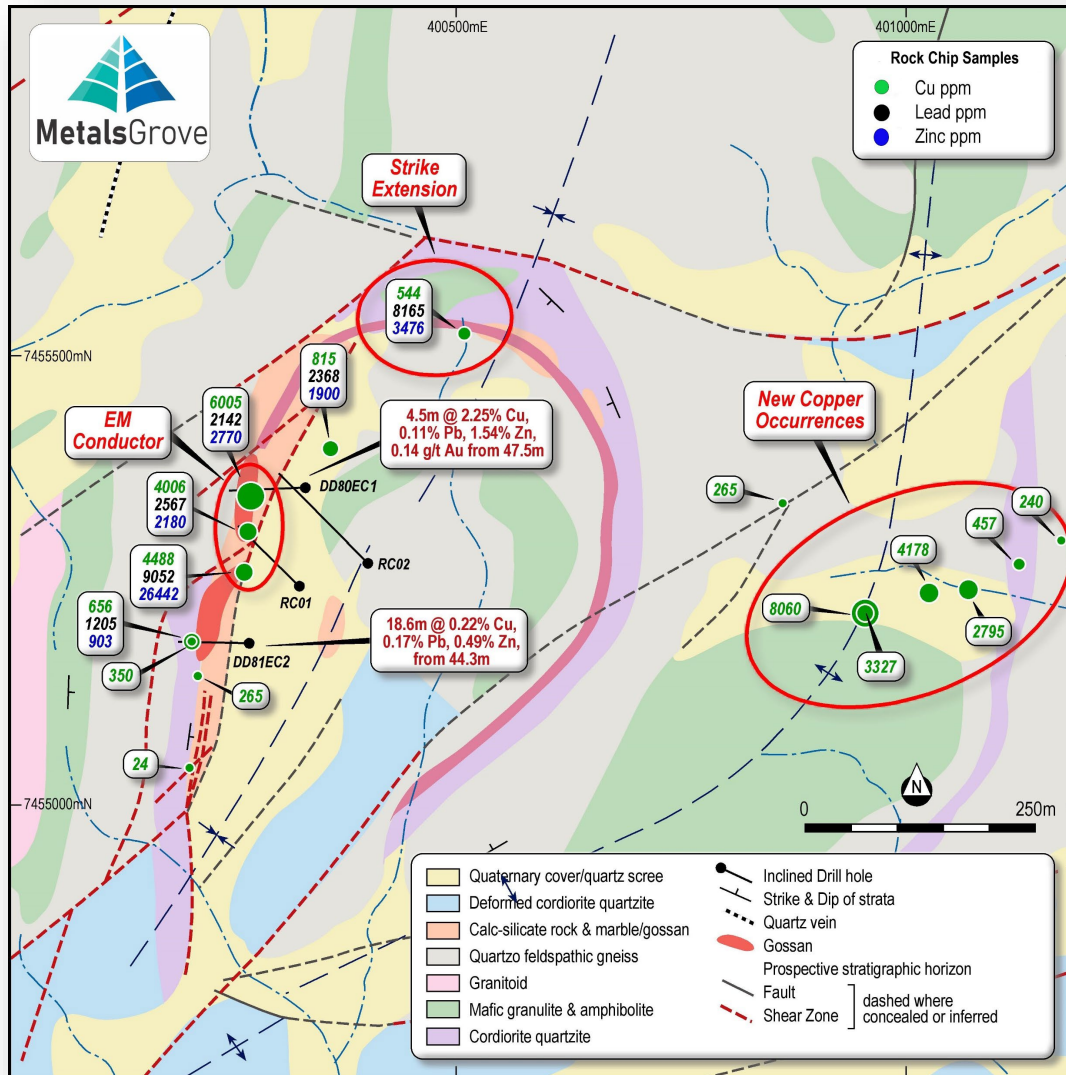 400500mE
401000mE
MetalsGrove
Rock Chip Samples
Cu ppm
Lead ppm
Zinc ppm
Strike
Extension
544
8165
3476
7455500mN
815
2368
1900
6005
2142
2770
EM
Conductor
4.5m @ 2.25% Cu,
0.11% Pb, 1.54% Zn,
0.14 g/t Au from 47.5m
New Copper
Occurrences
DD80EC1
265
240
457
4006
2567
2180
4178
4488
9052
26442
RC02
RC01
656
1205
903
8060
2795
18.6m @ 0.22% Cu,
0.17% Pb, 0.49% Zn,
from 44.3m
DD81EC2
3327
350
265
24
N
7455000mN
0
250m
Quaternary cover/quartz scree
Deformed cordiorite quartzite
Calc-silicate rock & marble/gossan
Quartzo feldspathic gneiss
Granitoid
Mafic granulite & amphibolite
Cordiorite quartzite
Inclined Drill hole
Strike & Dip of strata
Quartz vein
Gossan
Prospective stratigraphic horizon
Fault
Shear Zone
dashed where
concealed or inferred